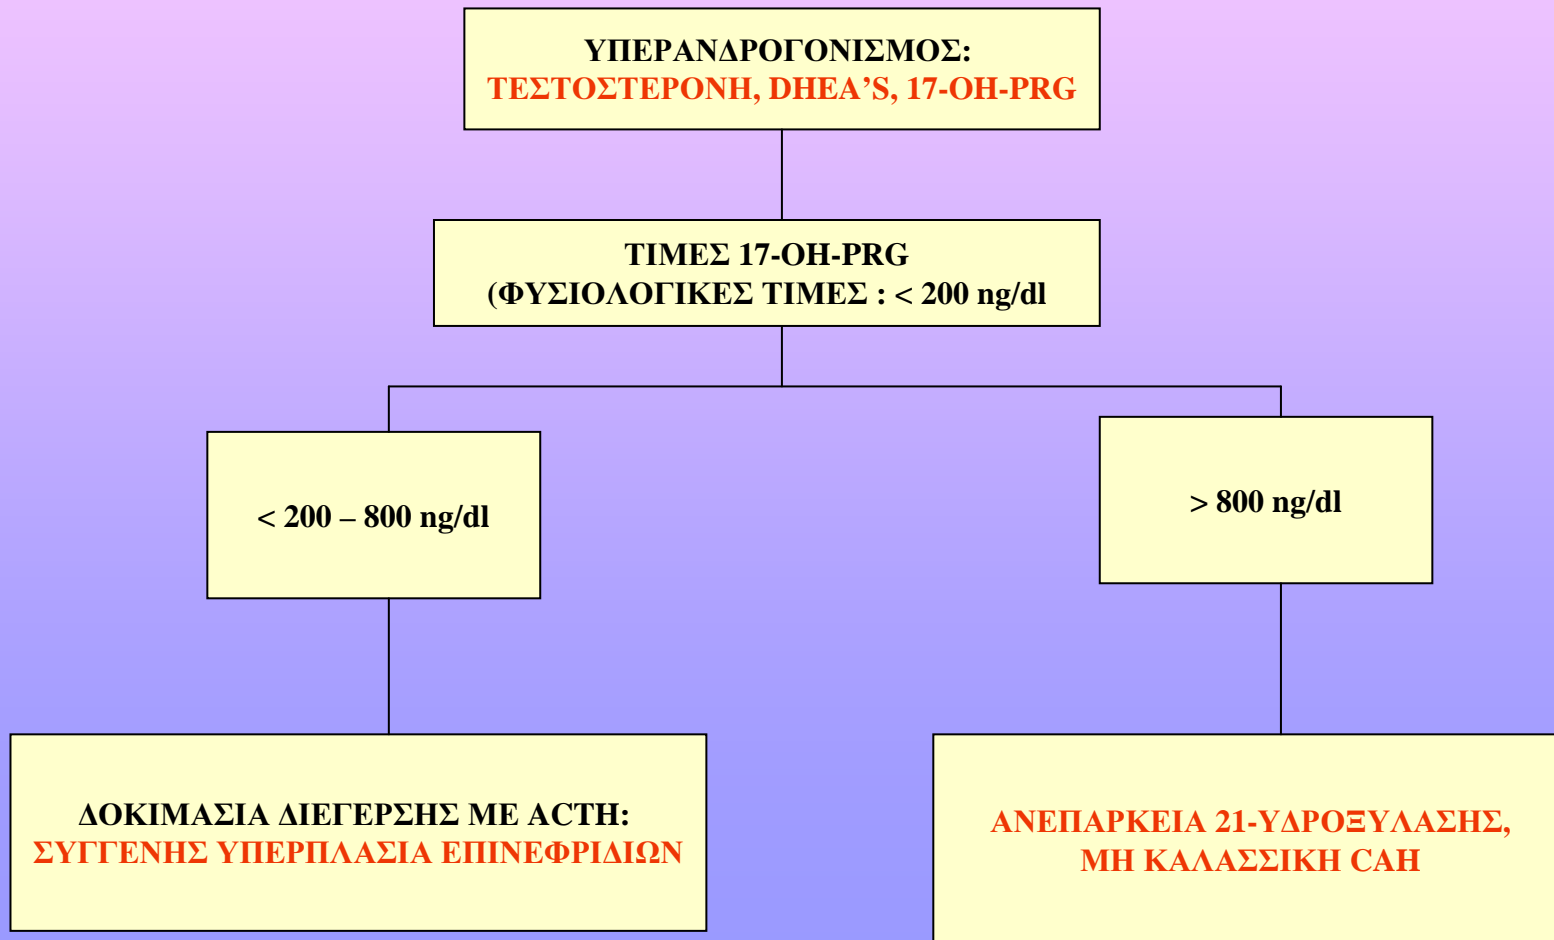 ΥΠΕΡΑΝΔΡΟΓΟΝΙΣΜΟΣ:
ΤΕΣΤΟΣΤΕΡΟΝΗ, DHEA’S, 17-OH-PRG
ΤΙΜΕΣ 17-OH-PRG
(ΦΥΣΙΟΛΟΓΙΚΕΣ ΤΙΜΕΣ : < 200 ng/dl
< 200 – 800 ng/dl
> 800 ng/dl
ΔΟΚΙΜΑΣΙΑ ΔΙΕΓΕΡΣΗΣ ΜΕ ACTH:
ΣΥΓΓΕΝΗΣ ΥΠΕΡΠΛΑΣΙΑ ΕΠΙΝΕΦΡΙΔΙΩΝ
ΑΝΕΠΑΡΚΕΙΑ 21-ΥΔΡΟΞΥΛΑΣΗΣ,
ΜΗ ΚΑΛΑΣΣΙΚΗ CAH